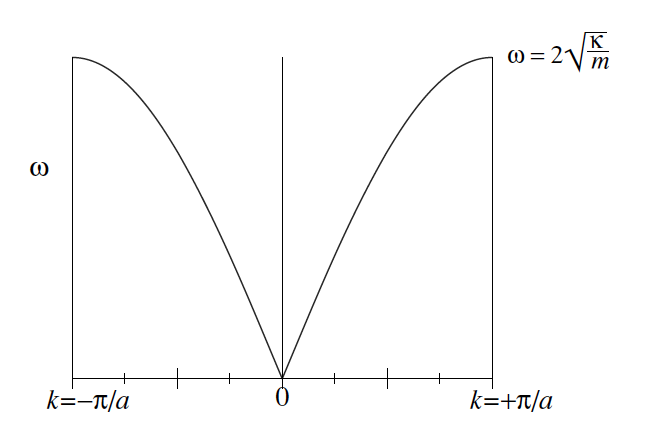 ω = 2√κ/m
ω
k=−π/a
0
k=+π/a